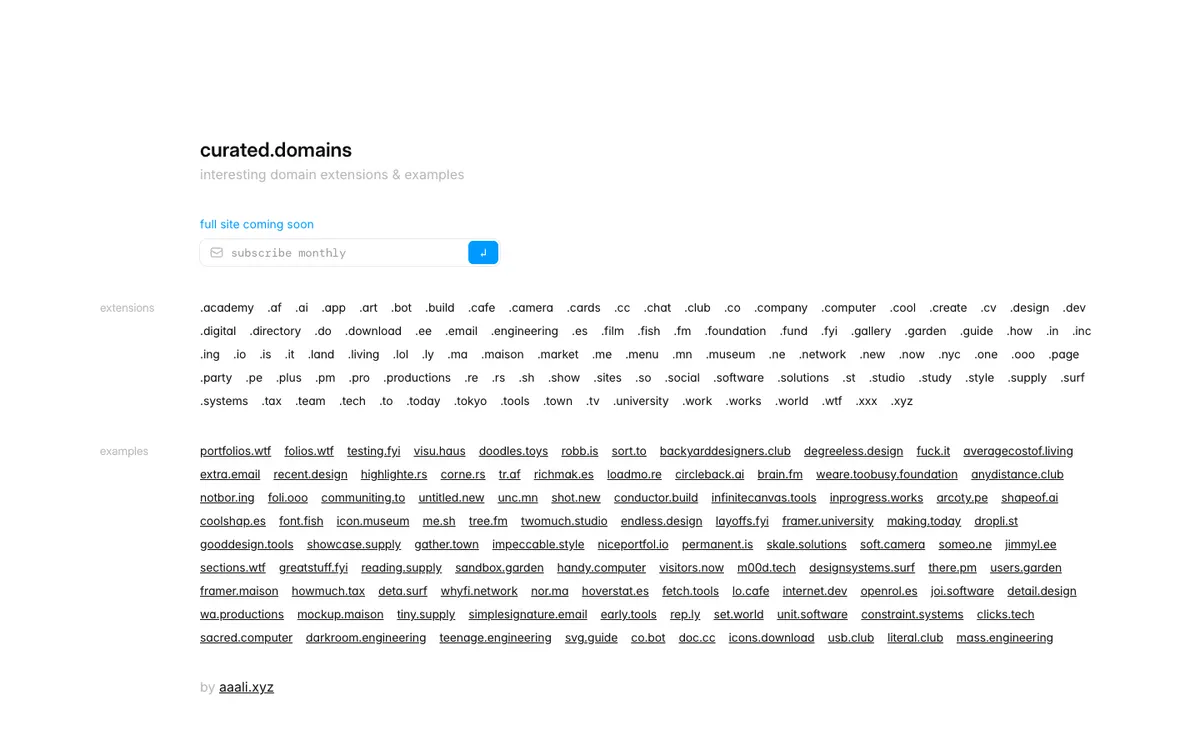 curated.domains
interesting domain extensions & examples
full site coming soon
subscribe monthly
extensions
.academy .af .ai .app .art .bot .build .cafe .camera .cards .cc .chat .club .co .company .computer .cool .create .cv .design .dev
.digital .directory .do .download .ee .email .engineering .es .film .fish .fm .foundation .fund .fyi .gallery .garden .guide .how .in .inc
.ing .io .is .it .land .living .lol .ly .ma .maison .market .me .menu .mn .museum .ne .network .new .now .nyc .one .ooo .page
.party .pe .plus .pm .pro .productions .re .rs .sh .show .sites .so .social .software .solutions .st .studio .study .style .supply .surf
.systems .tax .team .tech .to .today .tokyo .tools .town .tv .university .work .works .world .wtf .xxx .xyz
examples
portfolios.wtf folios.wtf testing.fyi visu.haus doodles.toys robb.is sort.to backyarddesigners.club degreeless.design fuck.it averagecostof.living
extra.email recent.design highlighte.rs corne.rs tr.af richmak.es loadmo.re circleback.ai brain.fm weare.toobusy.foundation anydistance.club
notbor.ing foli.ooo communiting.to untitled.new unc.mn shot.new conductor.build infinitecanvas.tools inprogress.works arcoty.pe shapeof.ai
coolshap.es font.fish icon.museum me.sh tree.fm twomuch.studio endless.design layoffs.fyi framer.university making.today dropli.st
gooddesign.tools showcase.supply gather.town impeccable.style niceportfol.io permanent.is skale.solutions soft.camera someo.ne jimmyl.ee
sections.wtf greatstuff.fyi reading.supply sandbox.garden handy.computer visitors.now m00d.tech designsystems.surf there.pm users.garden
framer.maison howmuch.tax deta.surf whyfi.network nor.ma hoverstat.es fetch.tools lo.cafe internet.dev openrol.es joi.software detail.design
wa.productions mockup.maison tiny.supply simplesignature.email early.tools rep.ly set.world unit.software constraint.systems clicks.tech
sacred.computer darkroom.engineering teenage.engineering svg.guide co.bot doc.cc icons.download usb.club literal.club mass.engineering
by aaali.xyz